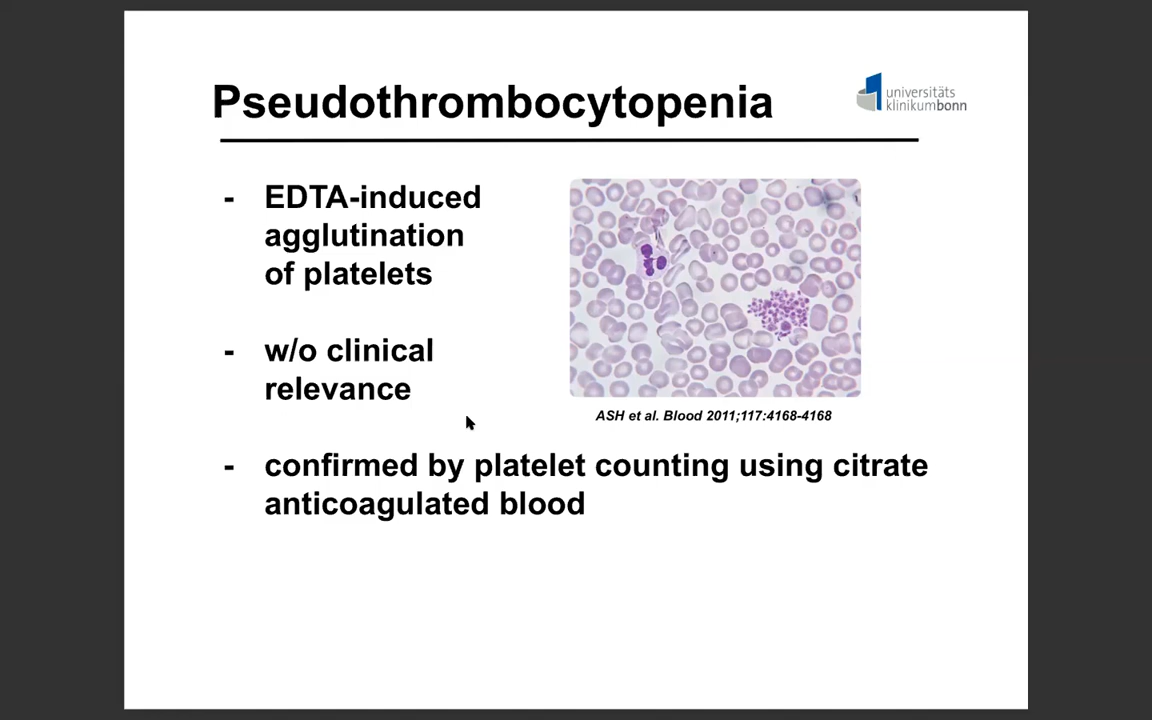 Pseudothrombocytopenia
universitäts
klinikumbonn
- EDTA-induced
agglutination
of platelets
- w/o clinical
relevance
ASH et al. Blood 2011;117:4168-4168
- confirmed by platelet counting using citrate
anticoagulated blood